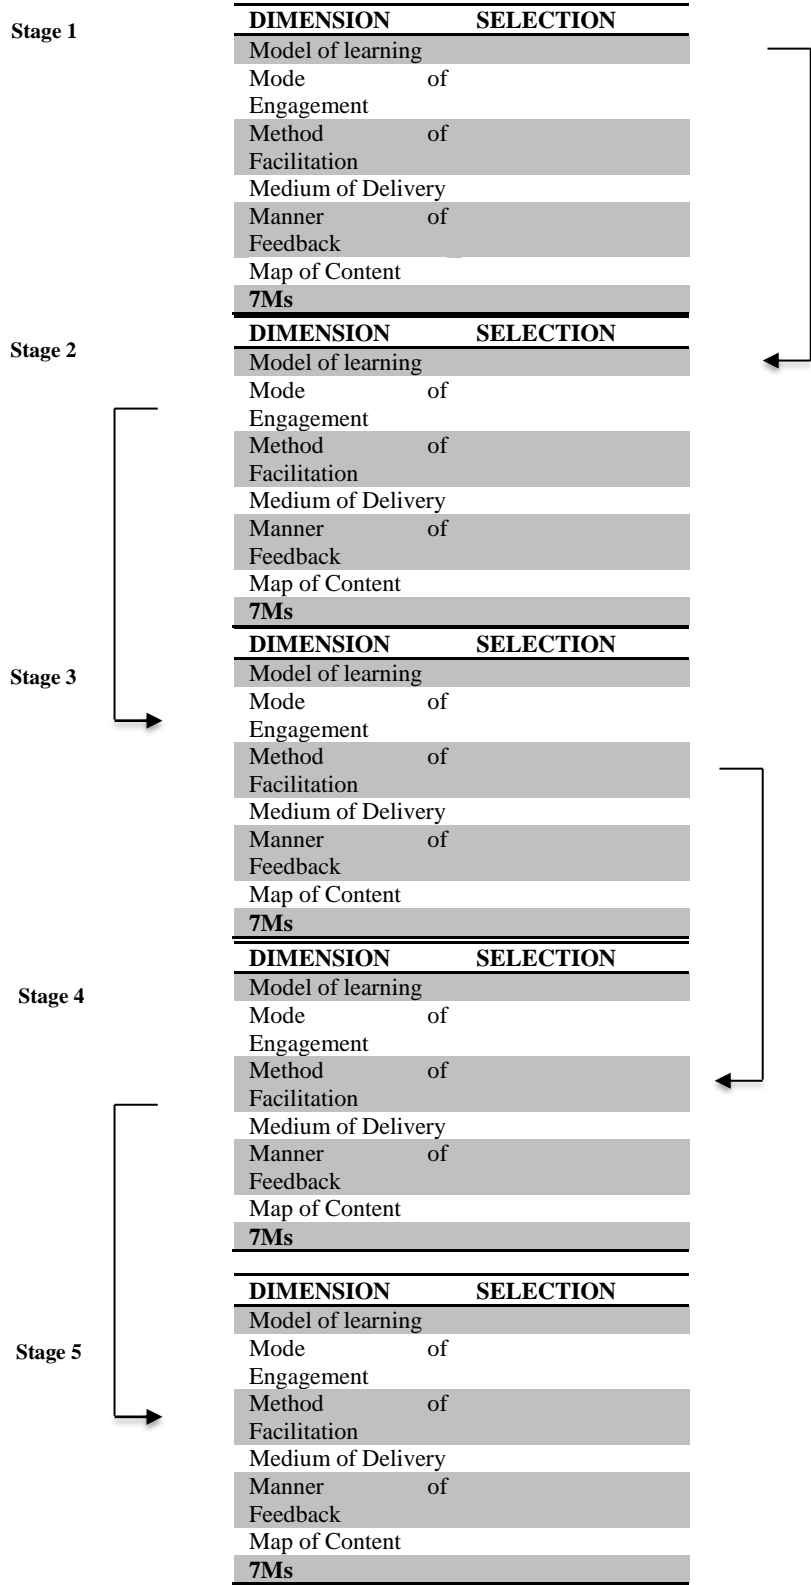 Stage 1
DIMENSION SELECTION
Model of learning
Mode of
Engagement
Method of
Facilitation
Medium of Delivery
Manner of
Feedback
Map of Content
7Ms
Stage 2
DIMENSION SELECTION
Model of learning
Mode of
Engagement
Method of
Facilitation
Medium of Delivery
Manner of
Feedback
Map of Content
7Ms
Stage 3
DIMENSION SELECTION
Model of learning
Mode of
Engagement
Method of
Facilitation
Medium of Delivery
Manner of
Feedback
Map of Content
7Ms
Stage 4
DIMENSION SELECTION
Model of learning
Mode of
Engagement
Method of
Facilitation
Medium of Delivery
Manner of
Feedback
Map of Content
7Ms
Stage 5
DIMENSION SELECTION
Model of learning
Mode of
Engagement
Method of
Facilitation
Medium of Delivery
Manner of
Feedback
Map of Content
7Ms